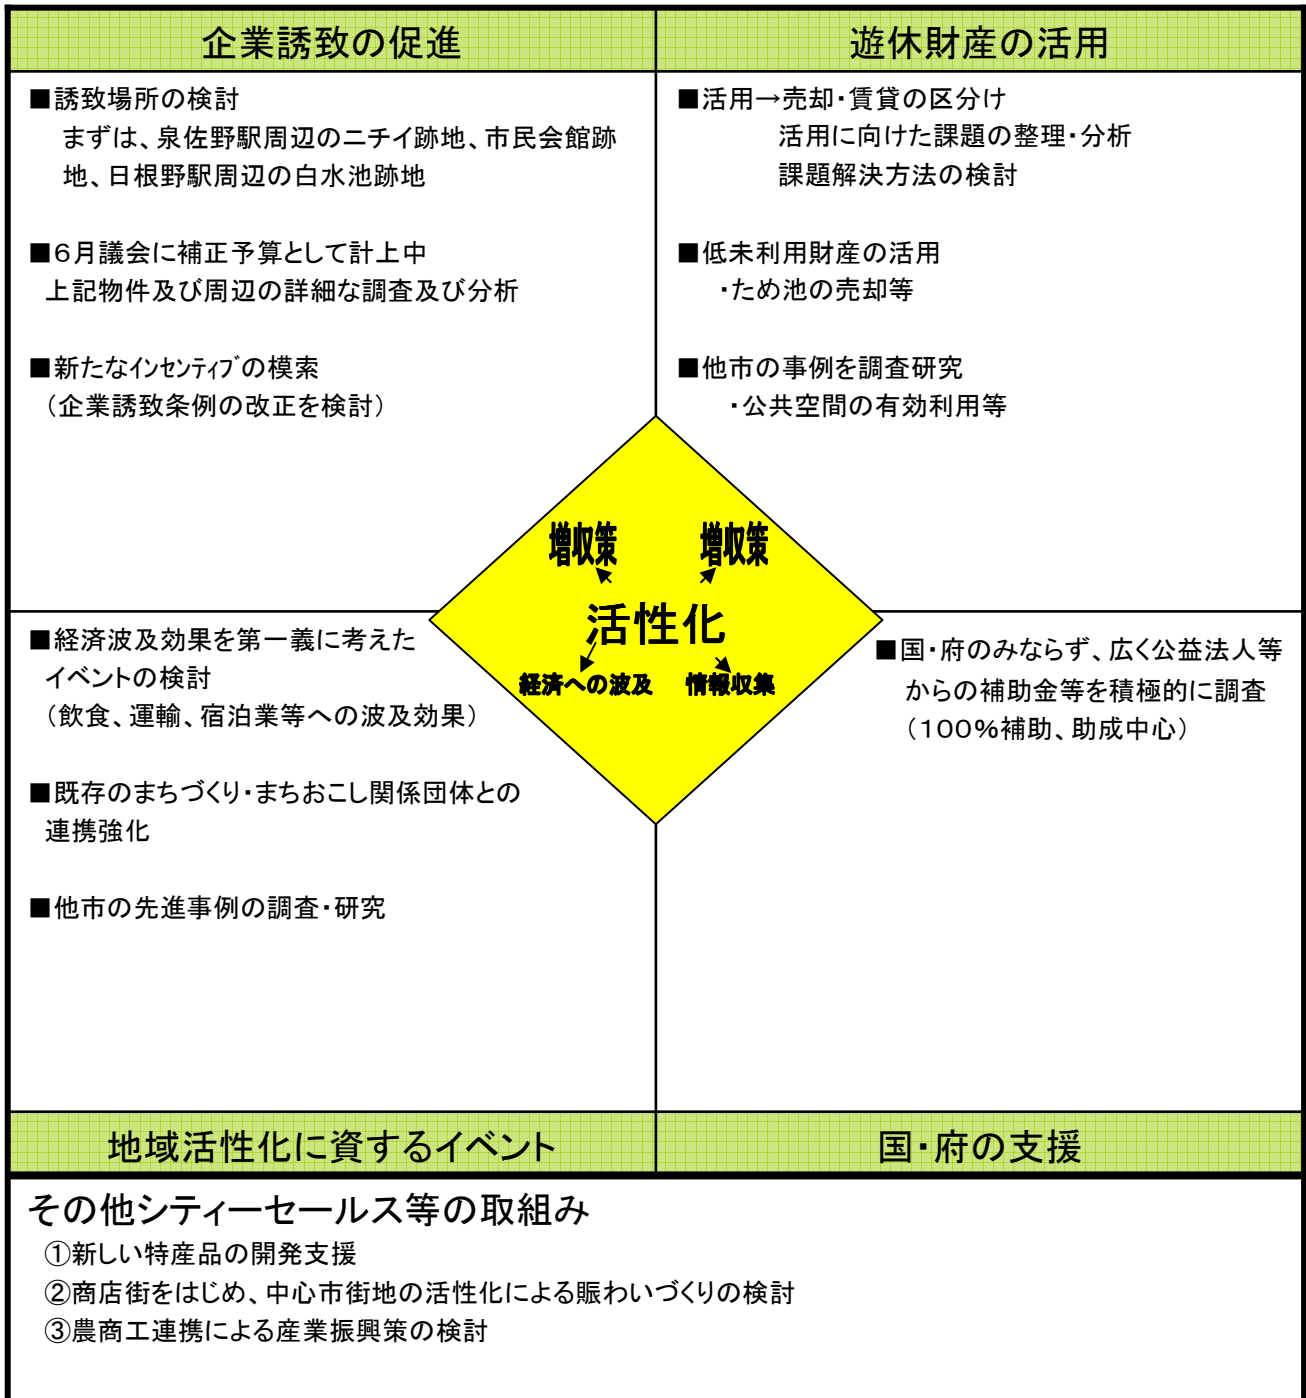 企業誘致の促進
■誘致場所の検討
まずは、泉佐野駅周辺のニチイ跡地、市民会館跡
地、日根野駅周辺の白水池跡地
■６月議会に補正予算として計上中
上記物件及び周辺の詳細な調査及び分析
■新たなｲﾝｾﾝﾃｨﾌﾞの模索
（企業誘致条例の改正を検討）
遊休財産の活用
■活用→売却・賃貸の区分け
活用に向けた課題の整理・分析
課題解決方法の検討
■低未利用財産の活用
・ため池の売却等
■他市の事例を調査研究
・公共空間の有効利用等
増収策
増収策
活性化
経済への波及
情報収集
■経済波及効果を第一義に考えた
イベントの検討
（飲食、運輸、宿泊業等への波及効果）
■既存のまちづくり・まちおこし関係団体との
連携強化
■他市の先進事例の調査・研究
地域活性化に資するイベント
■国・府のみならず、広く公益法人等
からの補助金等を積極的に調査
（１００％補助、助成中心）
国・府の支援
その他シティーセールス等の取組み
①新しい特産品の開発支援
②商店街をはじめ、中心市街地の活性化による賑わいづくりの検討
③農商工連携による産業振興策の検討